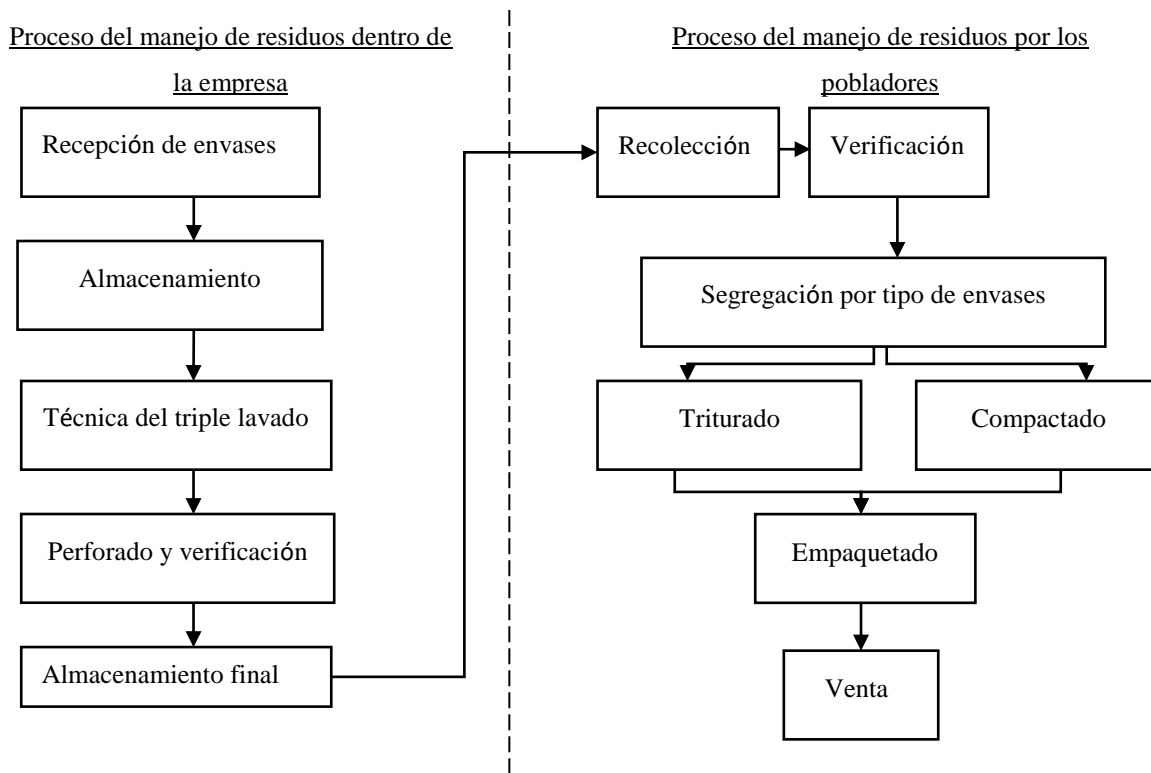 Proceso del manejo de residuos dentro de
la empresa
Recepción de envases
Almacenamiento
Técnica del triple lavado
Perforado y verificación
Almacenamiento final
Proceso del manejo de residuos por los
pobladores
Recolección
Verificación
Segregación por tipo de envases
Triturado
Compactado
Empaquetado
Venta